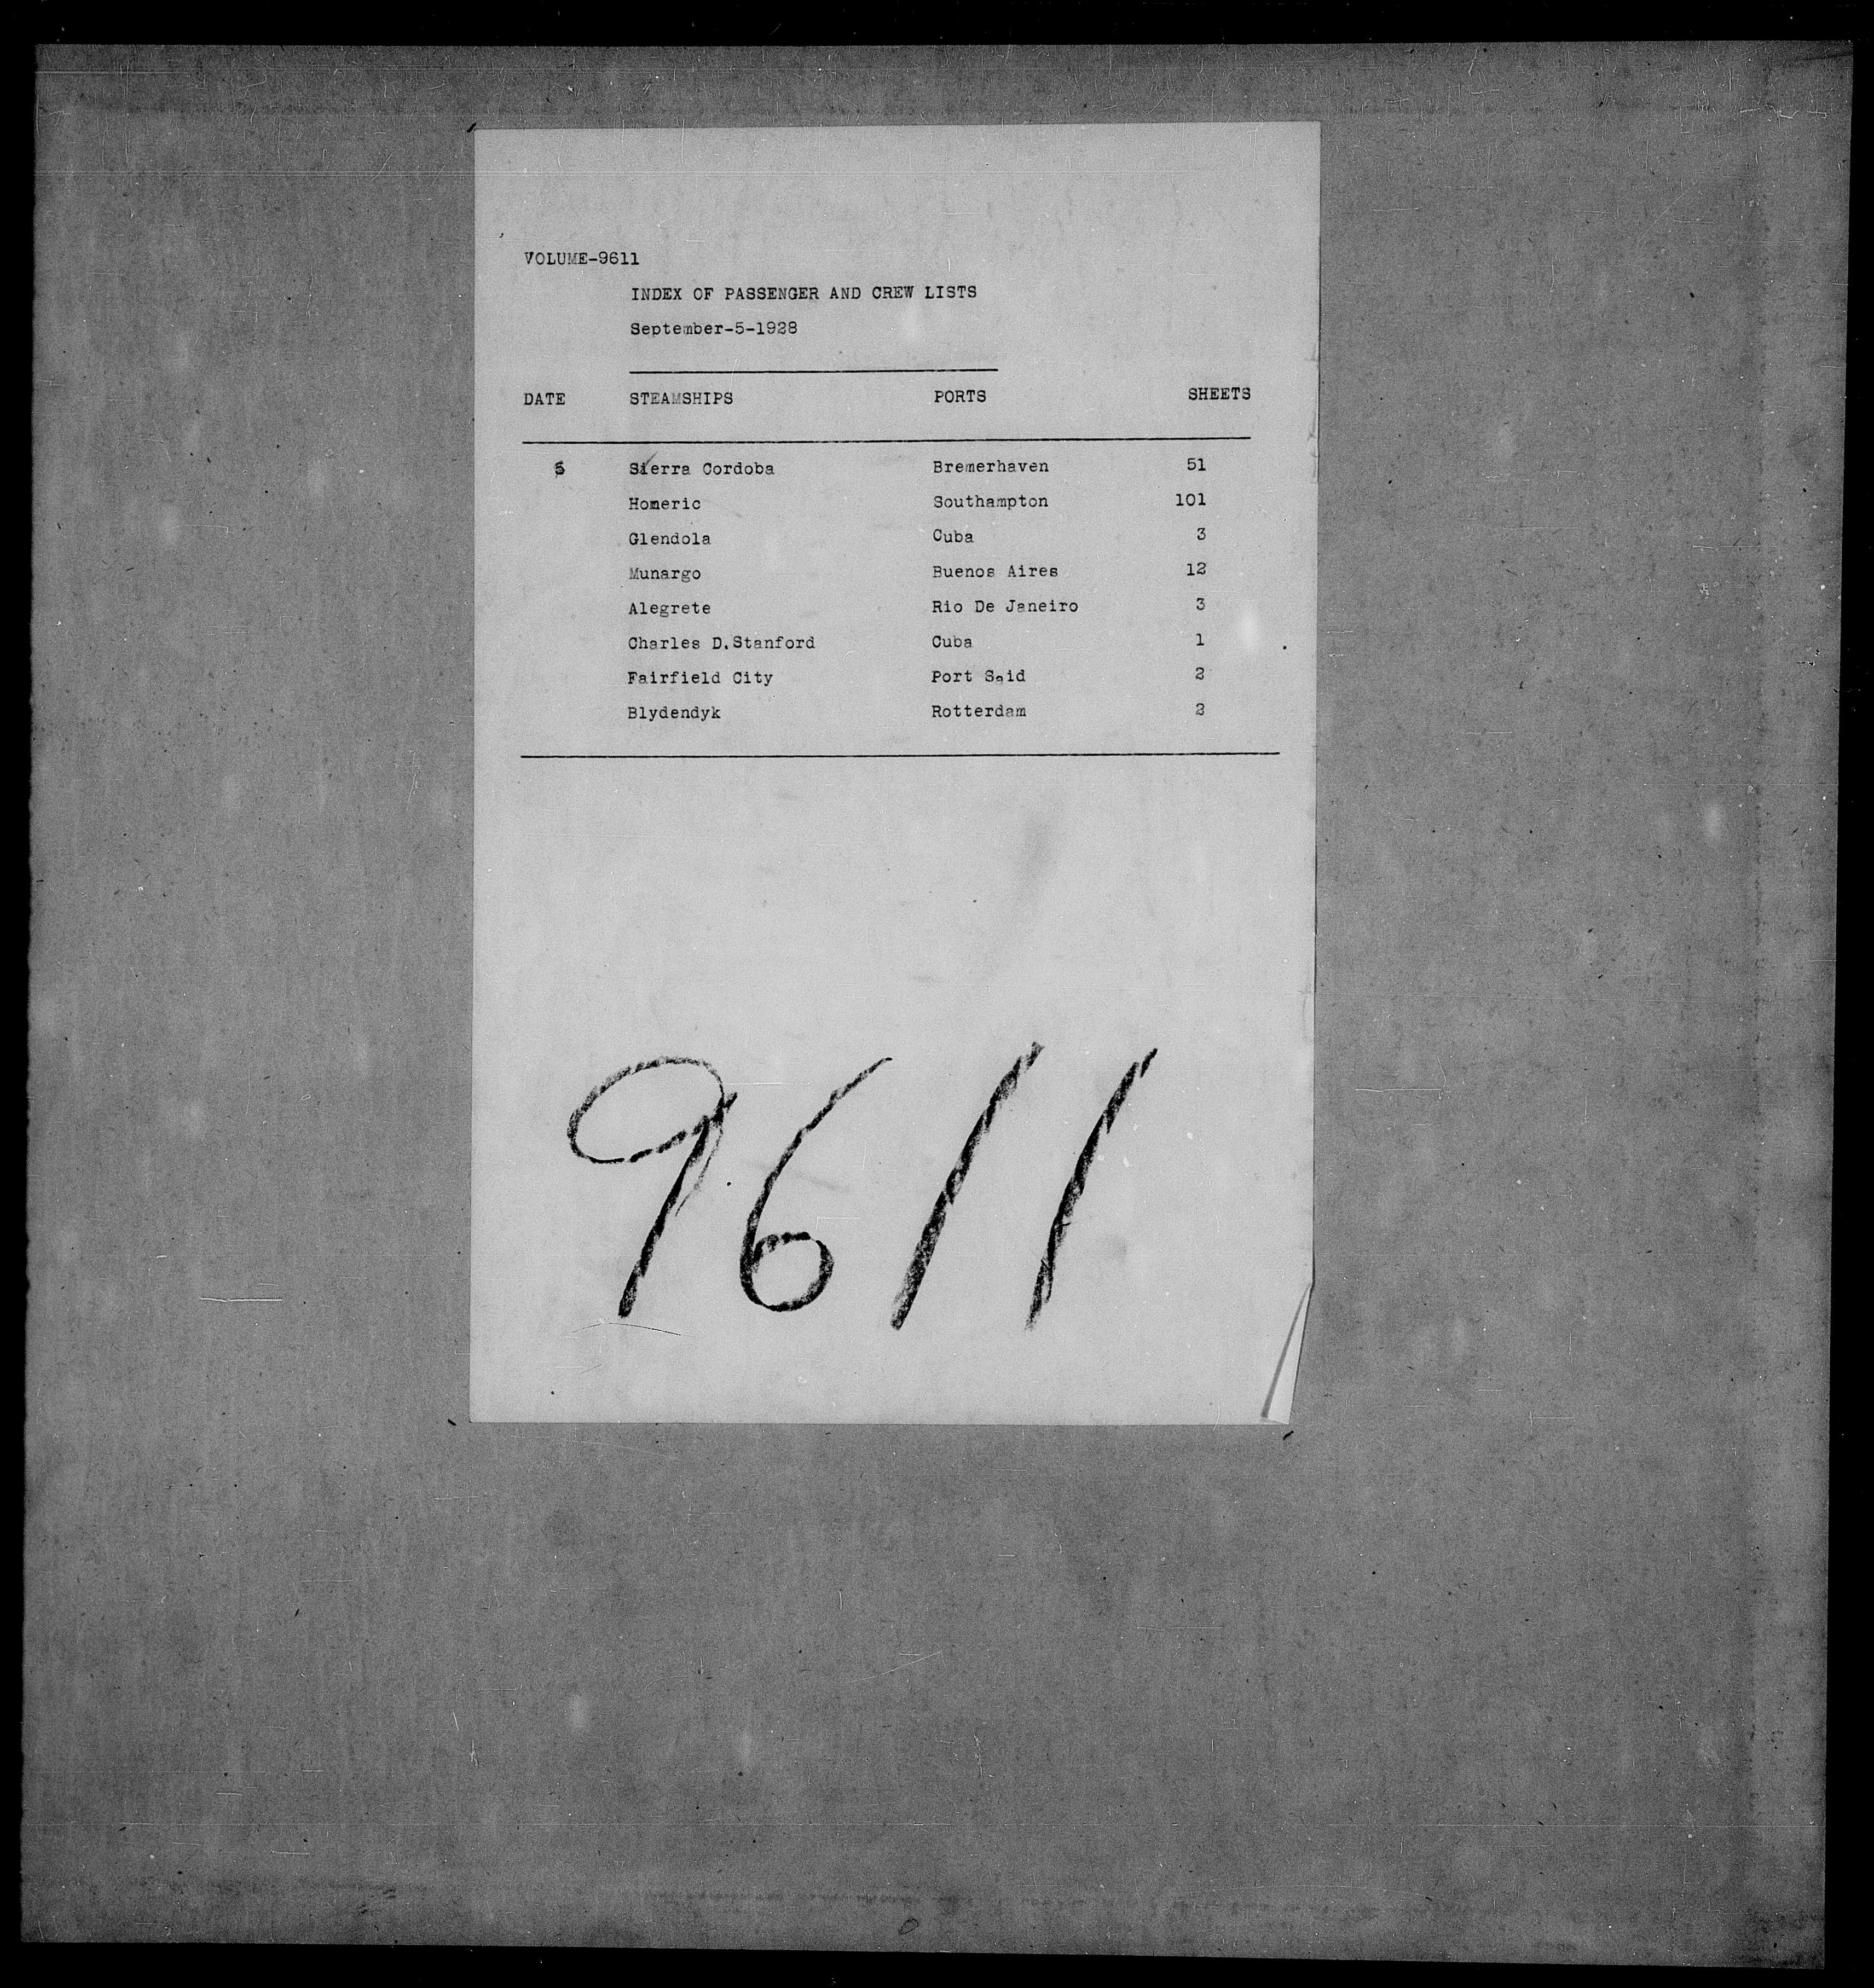 VOLUME-9611
INDEX OF PASSENGER AND CREW LISTS
September-5-1928
DATE STEAMSHIPS PORTS SHEETS
5 Sierra Cordoba Bremerhaven 51
Homeric Southampton 101
Glendola Cuba 3
Munargo Buenos Aires 12
Alegrete Rio De Janeiro 3
Charles D.Stanford Cuba 1
Fairfield City Port Said 2
Blydendyk Rotterdam 2
9611